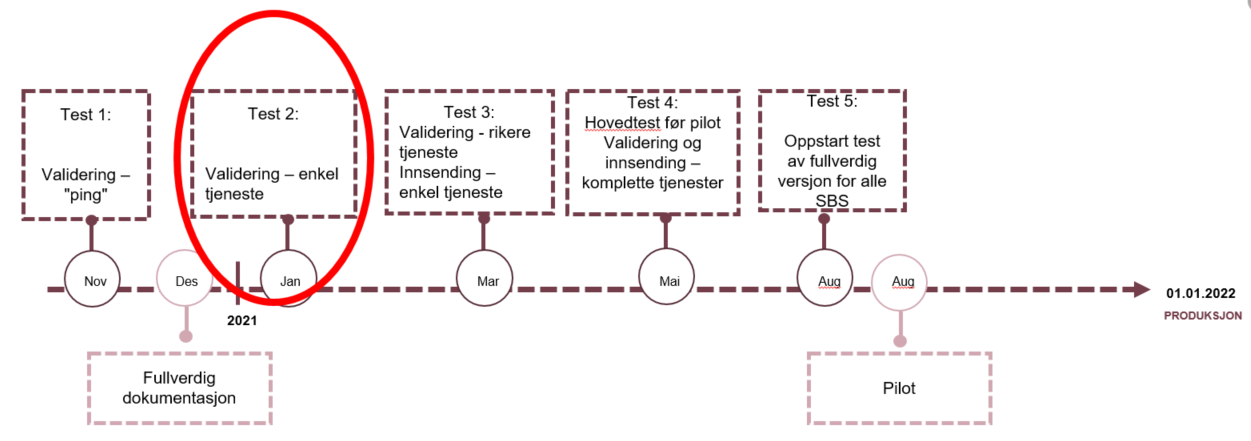 Test 1:
Validering –
"ping"
Test 2:
Validering – enkel
tjeneste
Test 3:
Validering - rikere
tjeneste
Innsending –
enkel tjeneste
Test 4:
Hovedtest før pilot
Validering og
innsending –
komplette tjenester
Test 5:
Oppstart test
av fullverdig
versjon for alle
SBS
Nov
Des
Jan
Mar
Mai
Aug
Aug
2021
01.01.2022
PRODUKSJON
Fullverdig
dokumentasjon
Pilot